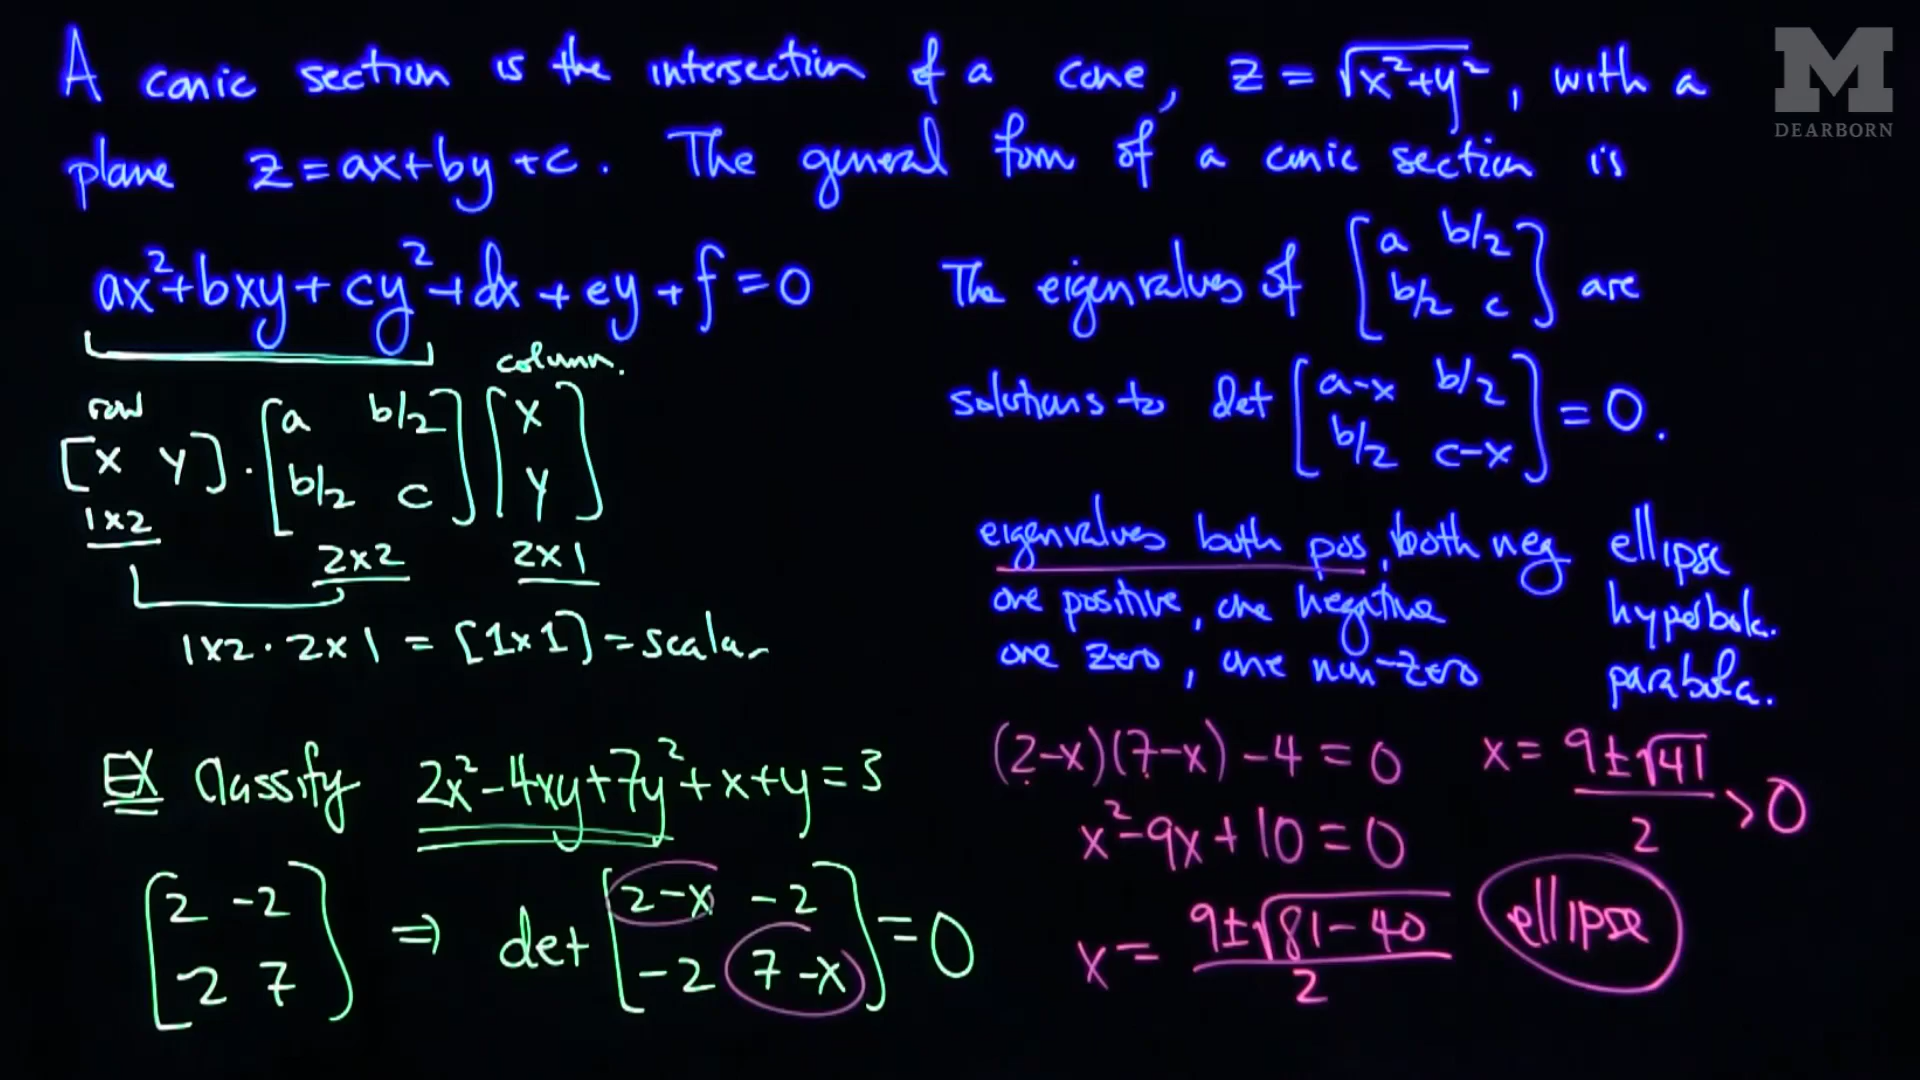 A conic section is the intersection of a cone, z = √x²+y², with a
plane z = ax+by+c. The general form of a conic section is
ax²+bxy+cy²+dx+ey+f=0
column.
row
[x y] · [a b/2
b/2 c] [x
y]
1x2
2x2
2x1
1x2 · 2x1 = [1x1] = scalar
EX Classify 2x²-4xy+7y²+x+y=3
[2 -2
-2 7] ⇒ det [2-x -2
-2 7-x] = 0
The eigenvalues of [a b/2
b/2 c] are
solutions to det [a-x b/2
b/2 c-x] = 0.
eigenvalues both pos, both neg ellipse
one positive, one negative hyperbola.
one zero, one non-zero parabola.
(2-x)(7-x) -4 = 0
x²-9x+10=0
x = 9±√81-40
2
x = 9±√41
2 >0
ellipse
M
DEARBORN